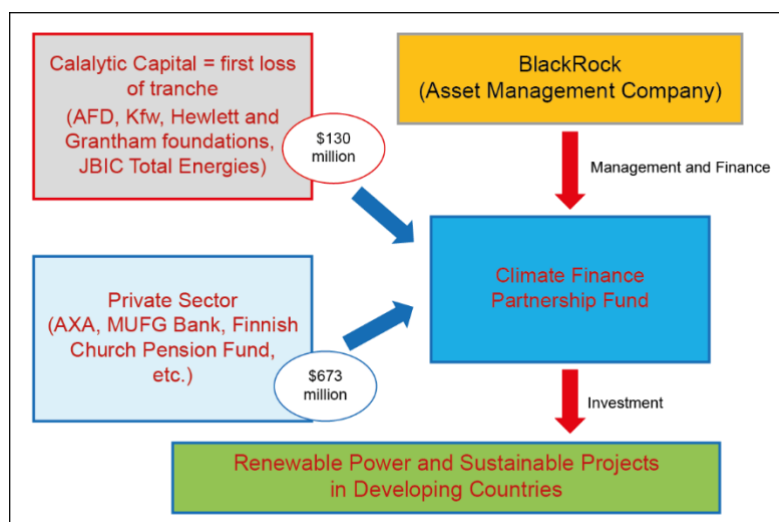 Calalytic Capital = first loss
of tranche
(AFD, Kfw, Hewlett and
Grantham foundations,
JBIC Total Energies)
$130
million
BlackRock
(Asset Management Company)
Management and Finance
Climate Finance
Partnership Fund
Private Sector
(AXA, MUFG Bank, Finnish
Church Pension Fund,
etc.)
$673
million
Investment
Renewable Power and Sustainable Projects
in Developing Countries